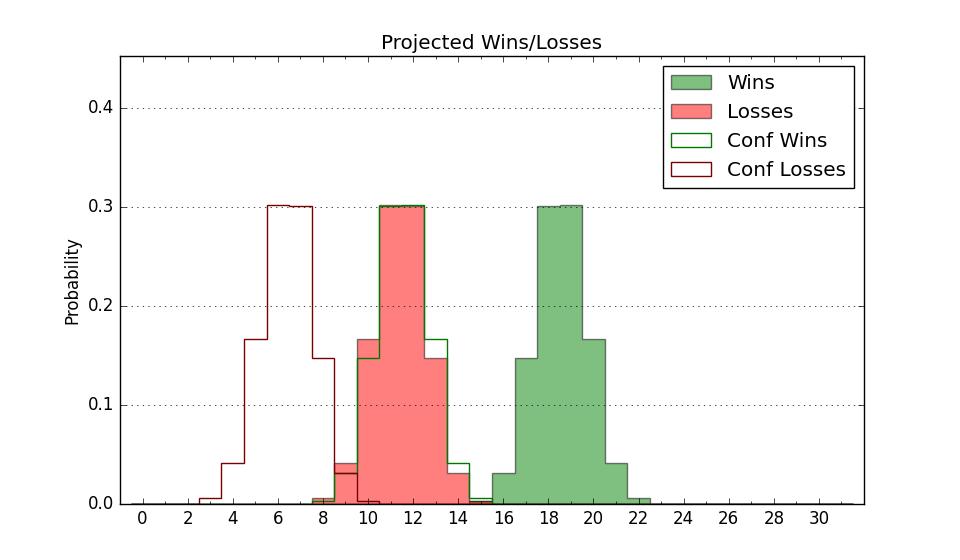 Projected Wins/Losses
Wins
Losses
Conf Wins
Conf Losses
Probability
0.4
0.3
0.2
0.1
0.0
0 2 4 6 8 10 12 14 16 18 20 22 24 26 28 30